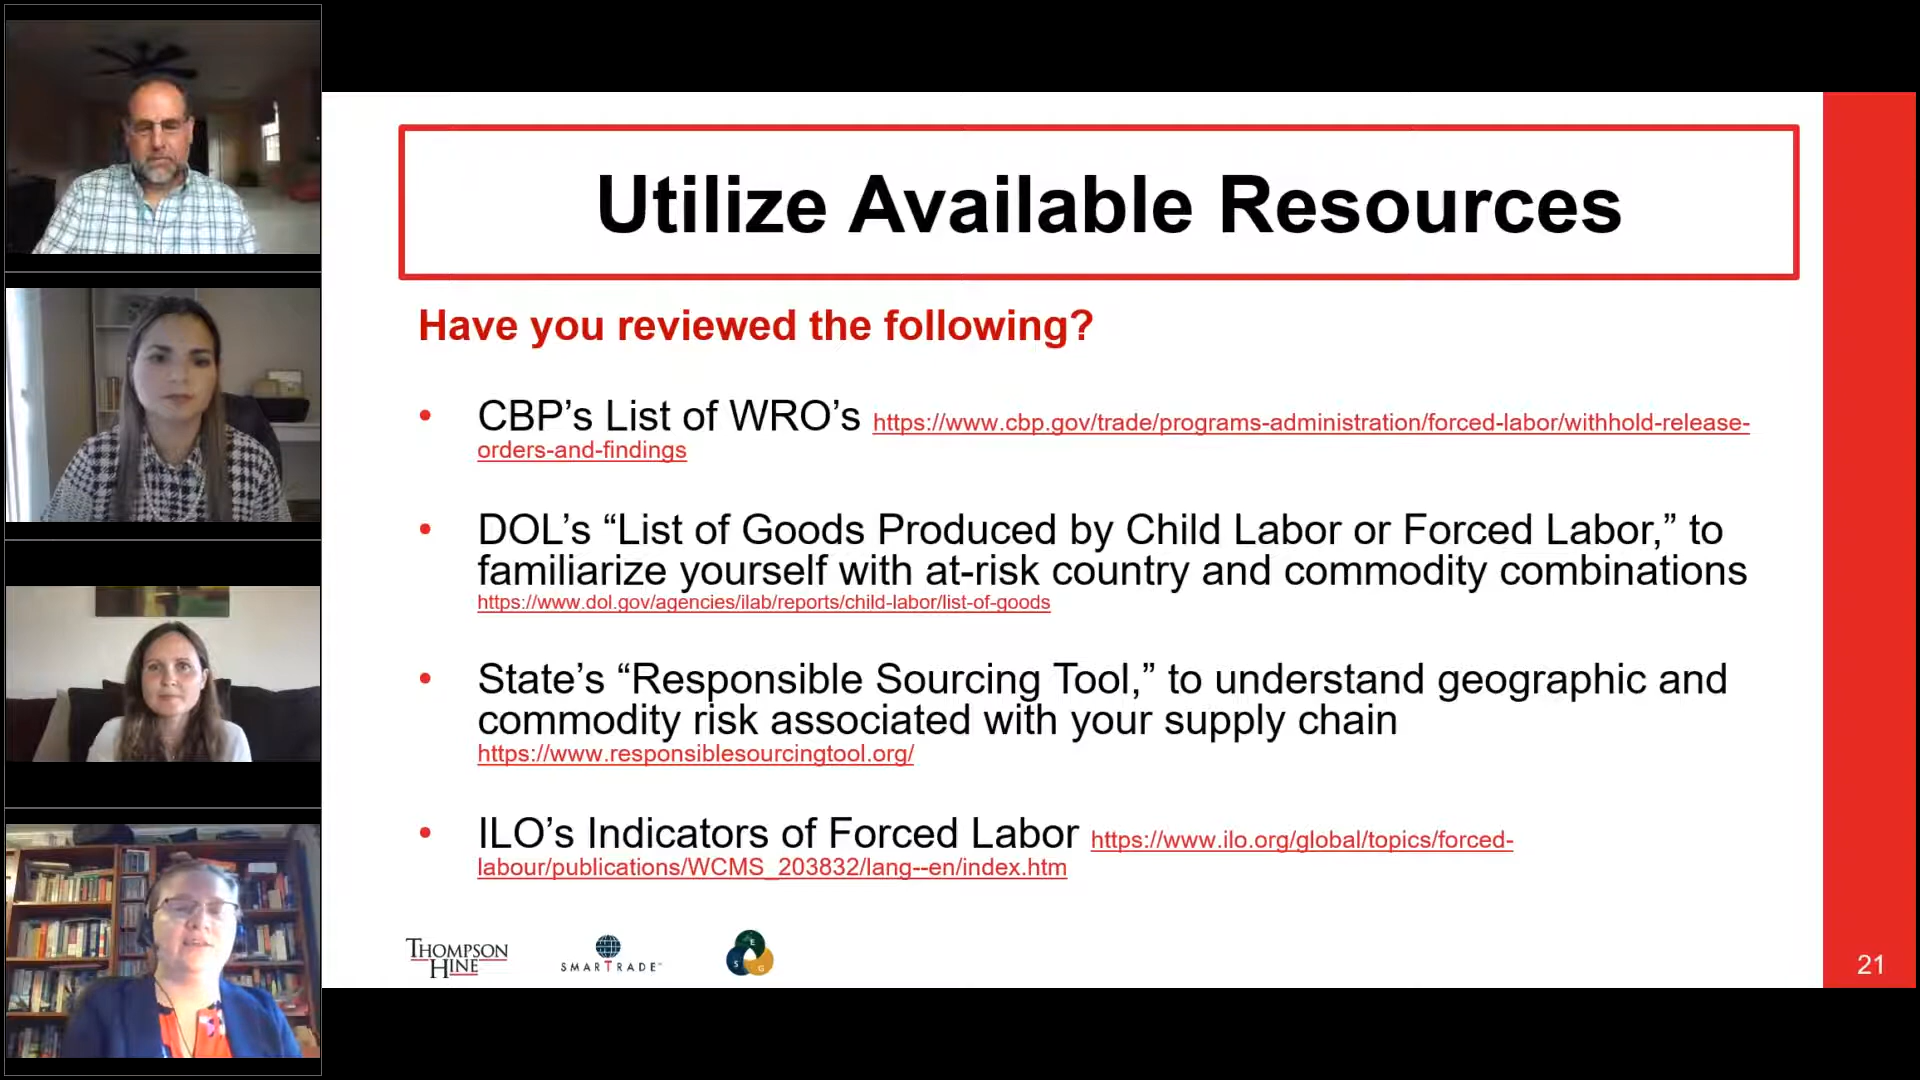 Utilize Available Resources
Have you reviewed the following?
• CBP’s List of WRO’s https://www.cbp.gov/trade/programs-administration/forced-labor/withhold-release-
orders-and-findings
• DOL’s “List of Goods Produced by Child Labor or Forced Labor,” to
familiarize yourself with at-risk country and commodity combinations
https://www.dol.gov/agencies/ilab/reports/child-labor/list-of-goods
• State’s “Responsible Sourcing Tool,” to understand geographic and
commodity risk associated with your supply chain
https://www.responsiblesourcingtool.org/
• ILO’s Indicators of Forced Labor https://www.ilo.org/global/topics/forced-
labour/publications/WCMS_203832/lang--en/index.htm
THOMPSON
HINE
SMARTRADE™
E
S G
21